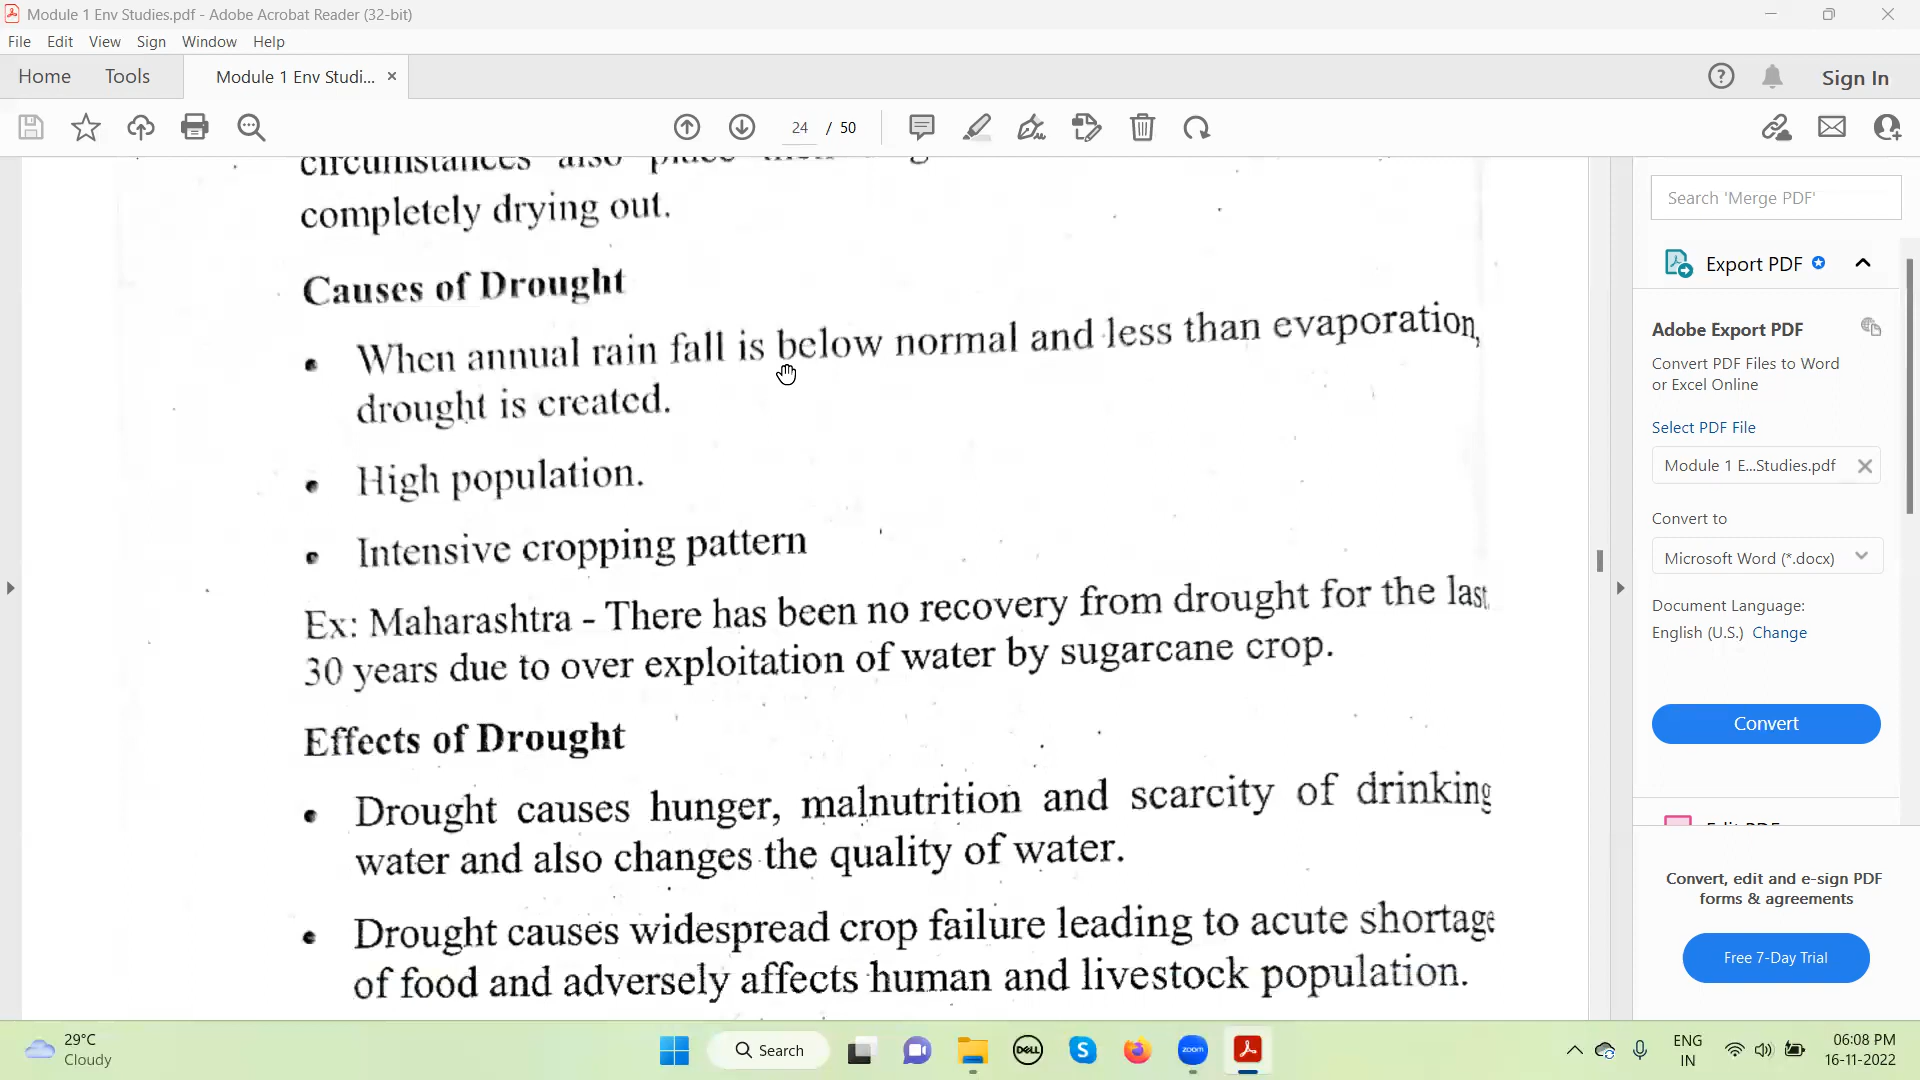 Module 1 Env Studies.pdf - Adobe Acrobat Reader (32-bit)
File Edit View Sign Window Help
Home Tools Module 1 Env Studi... ×
Sign In
24 / 50
circumstances also place
completely drying out.
Causes of Drought
• When annual rain fall is below normal and less than evaporation,
drought is created.
• High population.
• Intensive cropping pattern
Ex: Maharashtra - There has been no recovery from drought for the last
30 years due to over exploitation of water by sugarcane crop.
Effects of Drought
• Drought causes hunger, malnutrition and scarcity of drinking
water and also changes the quality of water.
• Drought causes widespread crop failure leading to acute shortage
of food and adversely affects human and livestock population.
Search 'Merge PDF'
Export PDF
Adobe Export PDF
Convert PDF Files to Word
or Excel Online
Select PDF File
Module 1 E...Studies.pdf
Convert to
Microsoft Word (*.docx)
Document Language:
English (U.S.) Change
Convert
Edit PDF
Convert, edit and e-sign PDF
forms & agreements
Free 7-Day Trial
29°C
Cloudy
Search
DELL
S
zoom
ENG
IN
06:08 PM
16-11-2022